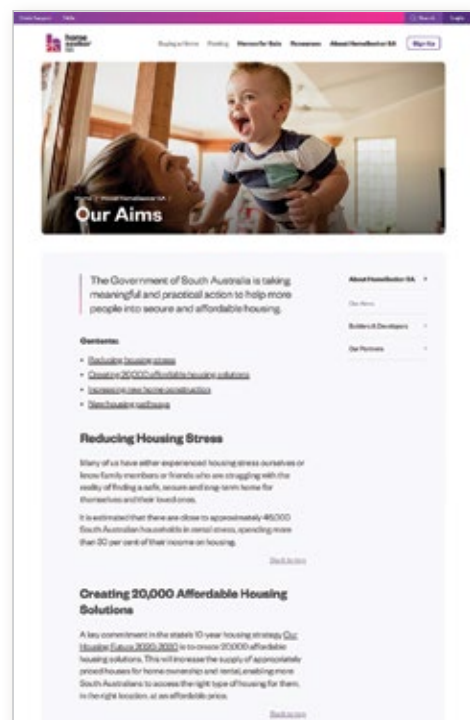 Search
Login
home
seeker
SA
Buying a Home
Renting
Homes for Sale
Resources
About HomeSeeker SA
Sign Up
Home / About HomeSeeker SA /
Our Aims
The Government of South Australia is taking
meaningful and practical action to help more
people into secure and affordable housing.
About HomeSeeker SA
Our Aims
Builders & Developers
Our Partners
Contents:
• Reducing housing stress
• Creating 20,000 affordable housing solutions
• Increasing new home construction
• New housing pathways
Reducing Housing Stress
Many of us have either experienced housing stress ourselves or
know family members or friends who are struggling with the
reality of finding a safe, secure and long-term home for
themselves and their loved ones.
It is estimated that there are close to approximately 46,000
South Australian households in rental stress, spending more
than 30 per cent of their income on housing.
Back to top
Creating 20,000 Affordable Housing
Solutions
A key commitment in the state's 10-year housing strategy Our
Housing Future 2020-2030 is to create 20,000 affordable
housing solutions. This will increase the supply of appropriately
priced houses for home ownership and rental, enabling more
South Australians to access the right type of housing for them,
in the right location, at an affordable price.
Back to top